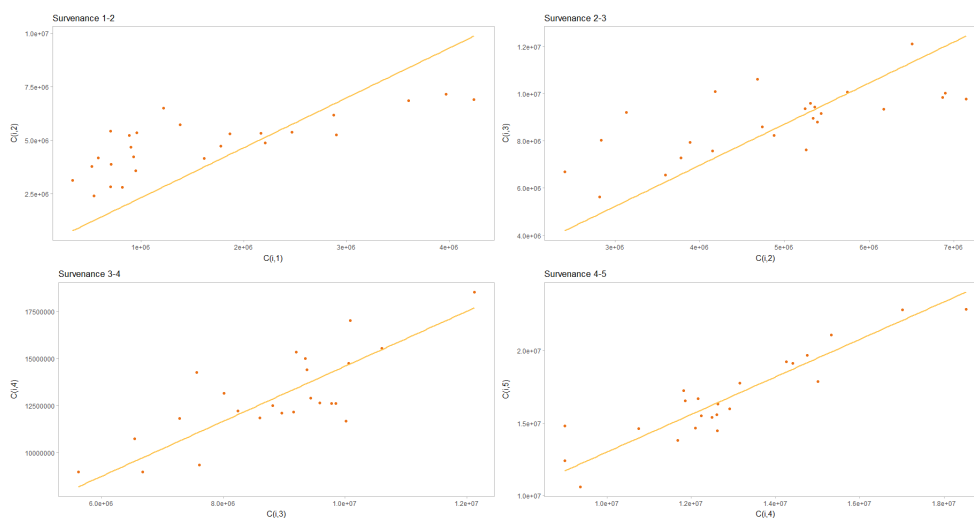 Survenance 1-2
C(i,2)
1.0e+07
7.5e+06
5.0e+06
2.5e+06
1e+06 2e+06 3e+06 4e+06
C(i,1)
Survenance 2-3
C(i,3)
1.2e+07
1.0e+07
8.0e+06
6.0e+06
4.0e+06
3e+06 4e+06 5e+06 6e+06 7e+06
C(i,2)
Survenance 3-4
C(i,4)
17500000
15000000
12500000
10000000
6.0e+06 8.0e+06 1.0e+07 1.2e+07
C(i,3)
Survenance 4-5
C(i,5)
2.0e+07
1.5e+07
1.0e+07
1.0e+07 1.2e+07 1.4e+07 1.6e+07 1.8e+07
C(i,4)